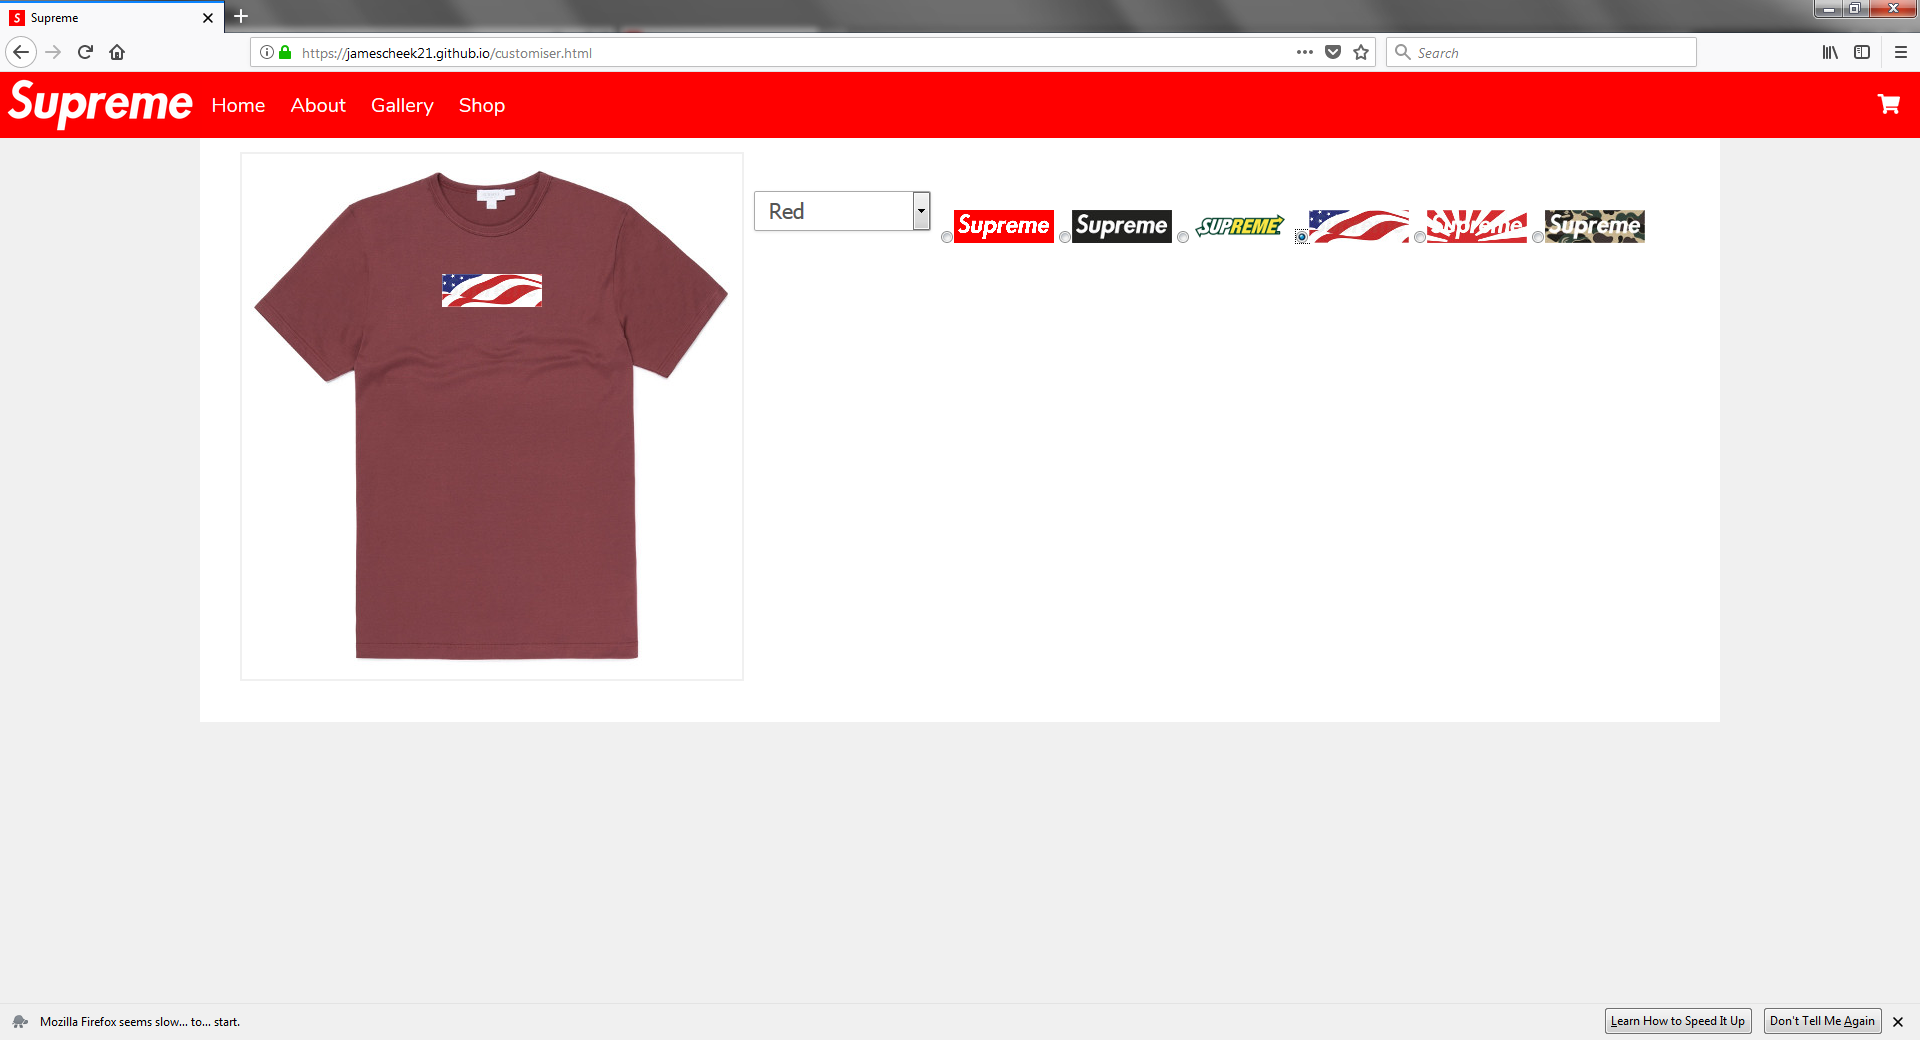 Supreme
https://jamescheek21.github.io/customiser.html
Search
Supreme Home About Gallery Shop
Red
Supreme Supreme SUPREME Supreme Supreme
Mozilla Firefox seems slow... to... start.
Learn How to Speed It Up Don't Tell Me Again